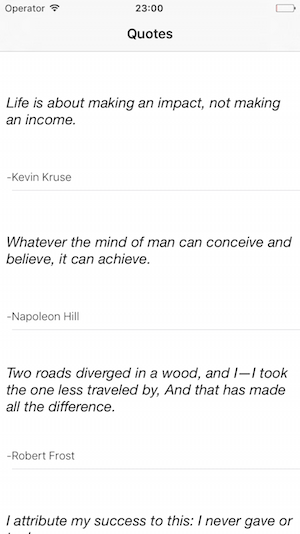 Operator 23:00
Quotes
Life is about making an impact, not making
an income.
-Kevin Kruse
Whatever the mind of man can conceive and
believe, it can achieve.
-Napoleon Hill
Two roads diverged in a wood, and I—I took
the one less traveled by, And that has made
all the difference.
-Robert Frost
I attribute my success to this: I never gave or